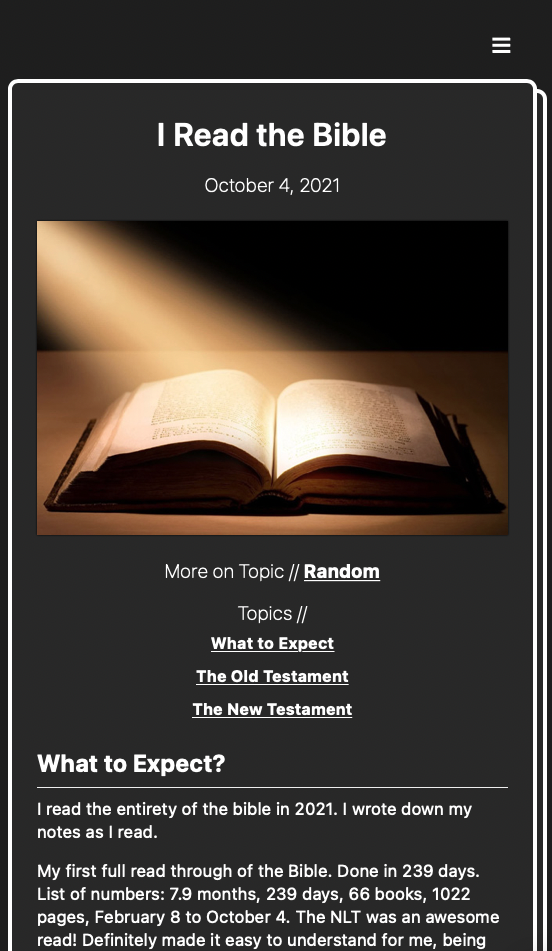 I Read the Bible
October 4, 2021
More on Topic // Random
Topics //
What to Expect
The Old Testament
The New Testament
What to Expect?
I read the entirety of the bible in 2021. I wrote down my
notes as I read.
My first full read through of the Bible. Done in 239 days.
List of numbers: 7.9 months, 239 days, 66 books, 1022
pages, February 8 to October 4. The NLT was an awesome
read! Definitely made it easy to understand for me, being